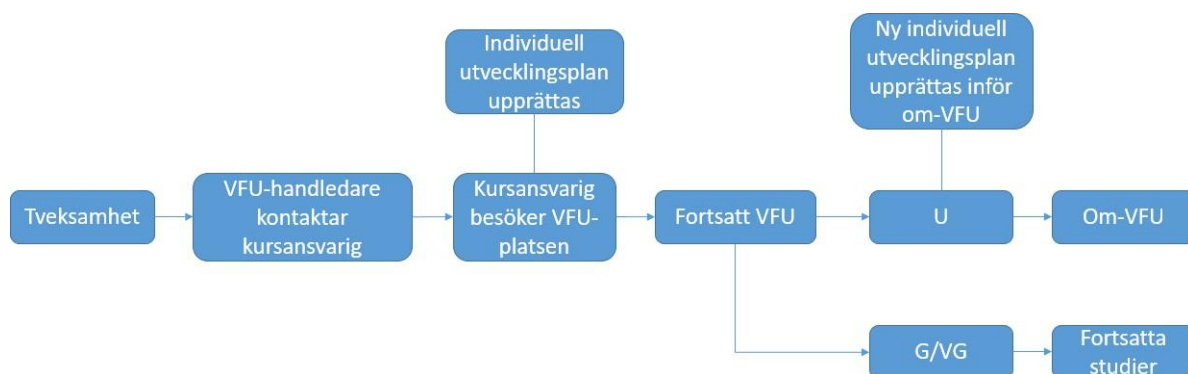 Individuell
utvecklingsplan
upprättas
Ny individuell
utvecklingsplan
upprättas inför
om-VFU
Tveksamhet
VFU-handledare
kontaktar
kursansvarig
Kursansvarig
besöker VFU-
platsen
Fortsatt VFU
U
Om-VFU
G/VG
Fortsatta
studier